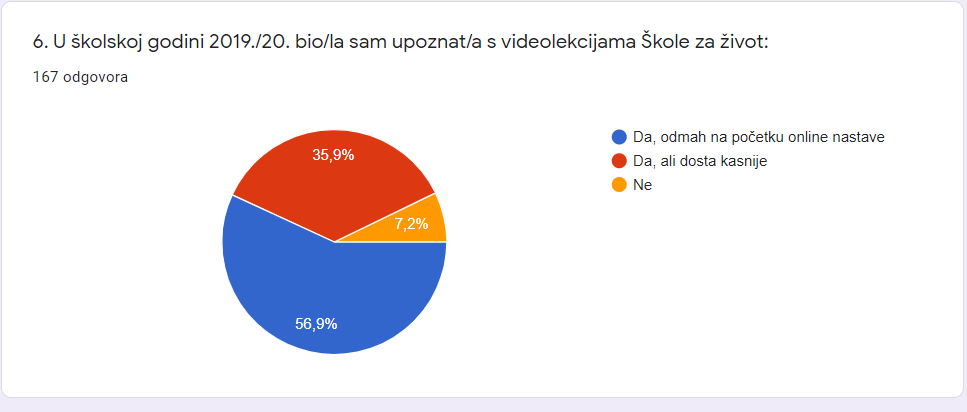 6. U školskoj godini 2019./20. bio/la sam upoznat/a s videolekcijama Škole za život:
167 odgovora
35,9%
7,2%
56,9%
Da, odmah na početku online nastave
Da, ali dosta kasnije
Ne